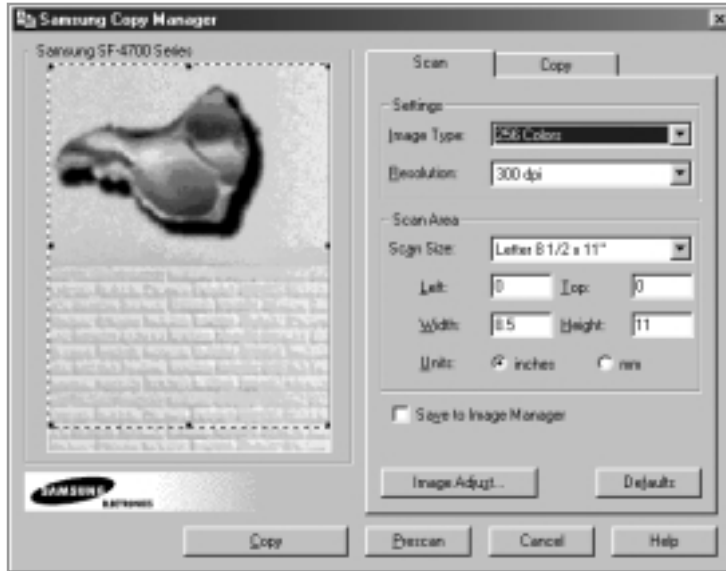 Samsung Copy Manager
Samsung SF-4700 Series
Scan
Copy
Settings
Image Type:
256 Colors
Resolution:
300 dpi
Scan Area
Scan Size:
Letter 8 1/2 x 11"
Left:
0
Top:
0
Width:
8.5
Height:
11
Units:
inches
mm
Save to Image Manager
Image Adjust...
Defaults
SAMSUNG
ELECTRONICS
Copy
Prescan
Cancel
Help